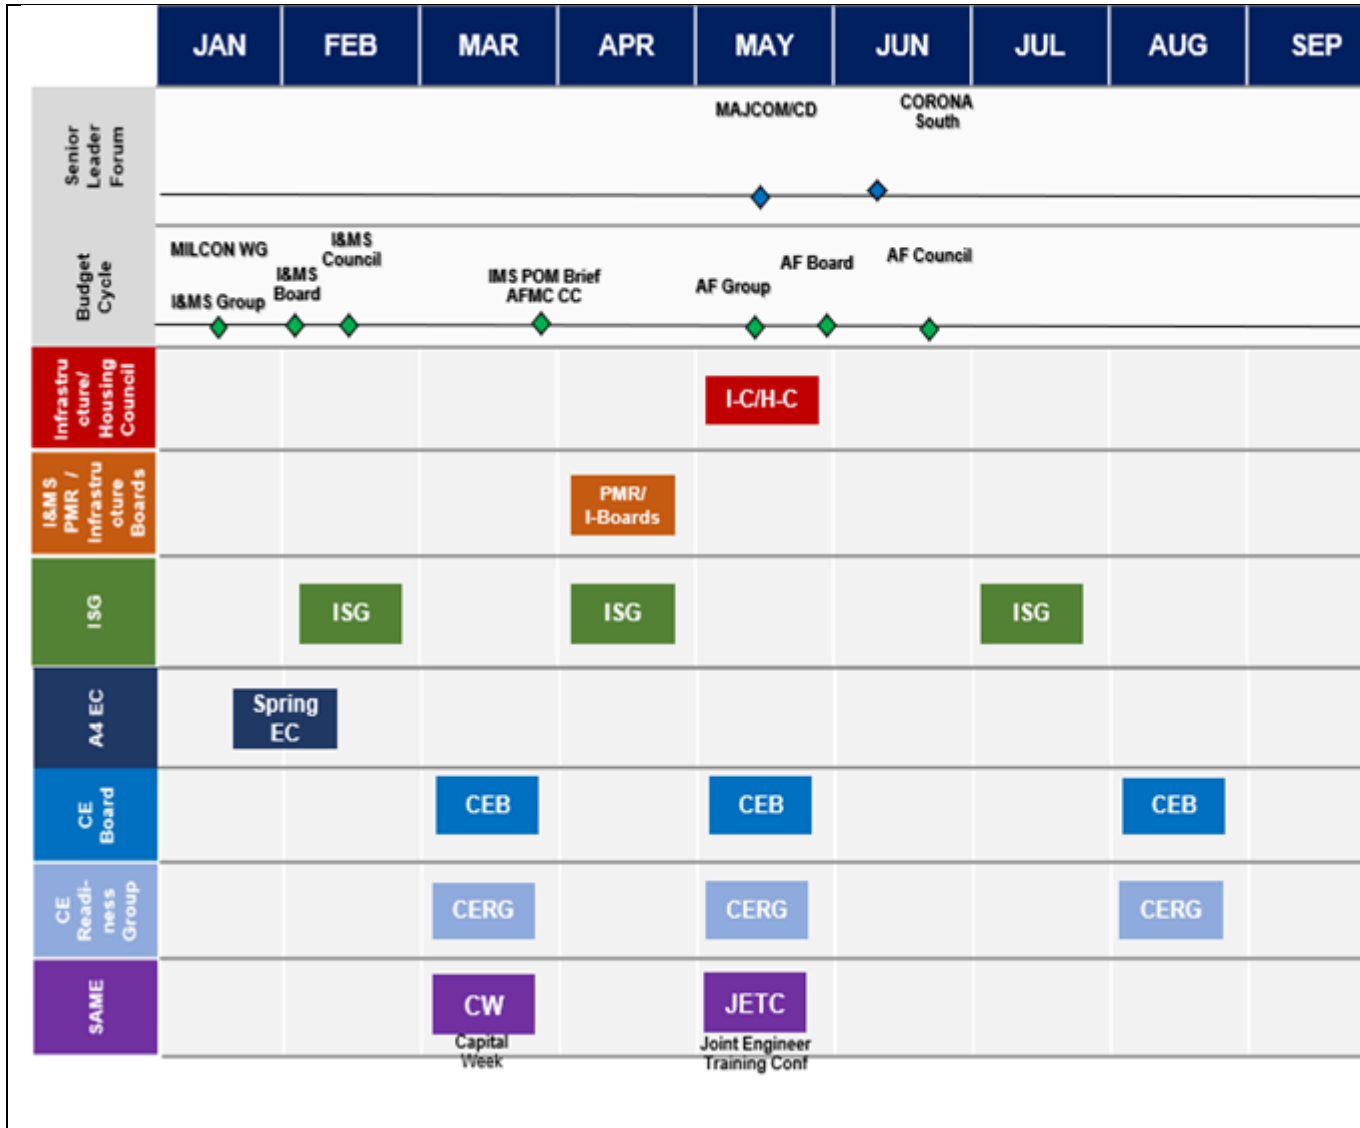 JAN FEB MAR APR MAY JUN JUL AUG SEP
Senior
Leader
Forum
MAJCOM/CD
CORONA
South
Budget
Cycle
MILCON WG
I&MS Group
I&MS
Board
I&MS
Council
IMS POM Brief
AFMC CC
AF Group
AF Board
AF Council
Infrastru
cture/
Housing
Council
I-C/H-C
I&MS
PMR /
Infrastru
cture
Boards
PMR/
I-Boards
ISG
ISG
ISG
ISG
A4 EC
Spring
EC
CE
Board
CEB
CEB
CEB
CE
Readi-
ness
Group
CERG
CERG
CERG
SAME
CW
Capital
Week
JETC
Joint Engineer
Training Conf